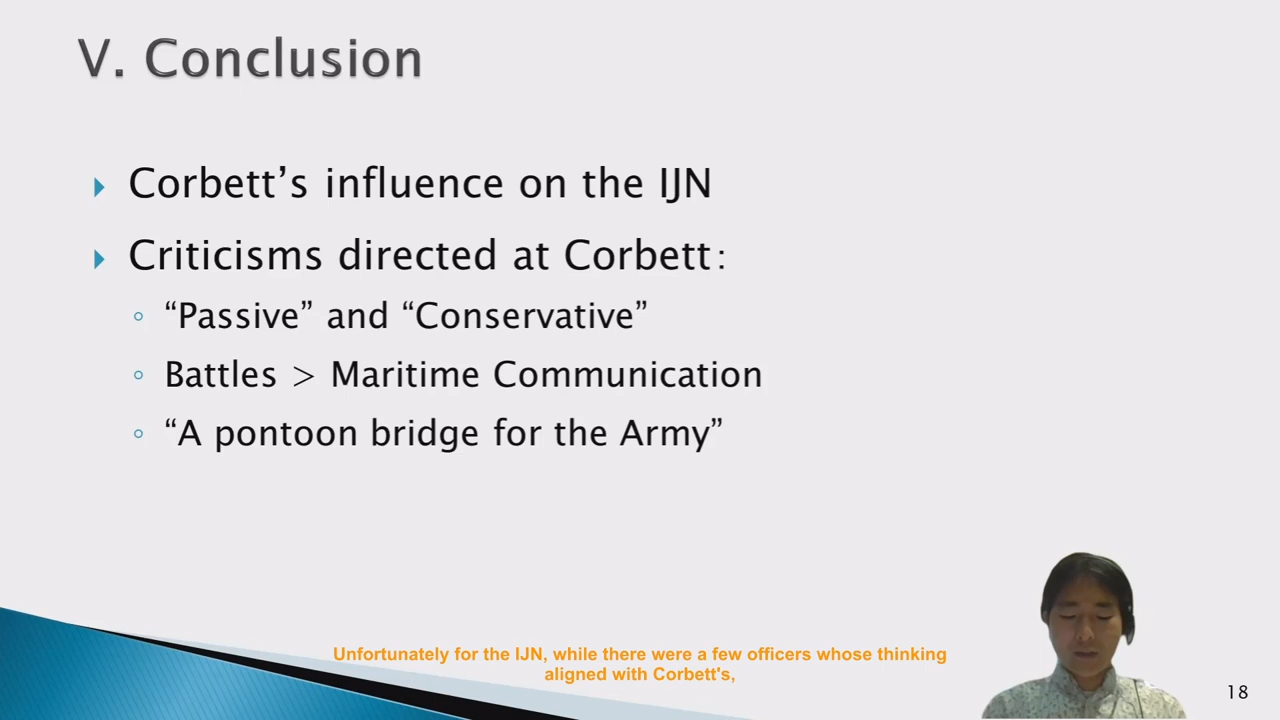 V. Conclusion
Corbett’s influence on the IJN
Criticisms directed at Corbett：
“Passive” and “Conservative”
Battles > Maritime Communication
“A pontoon bridge for the Army”
Unfortunately for the IJN, while there were a few officers whose thinking
aligned with Corbett's,
18